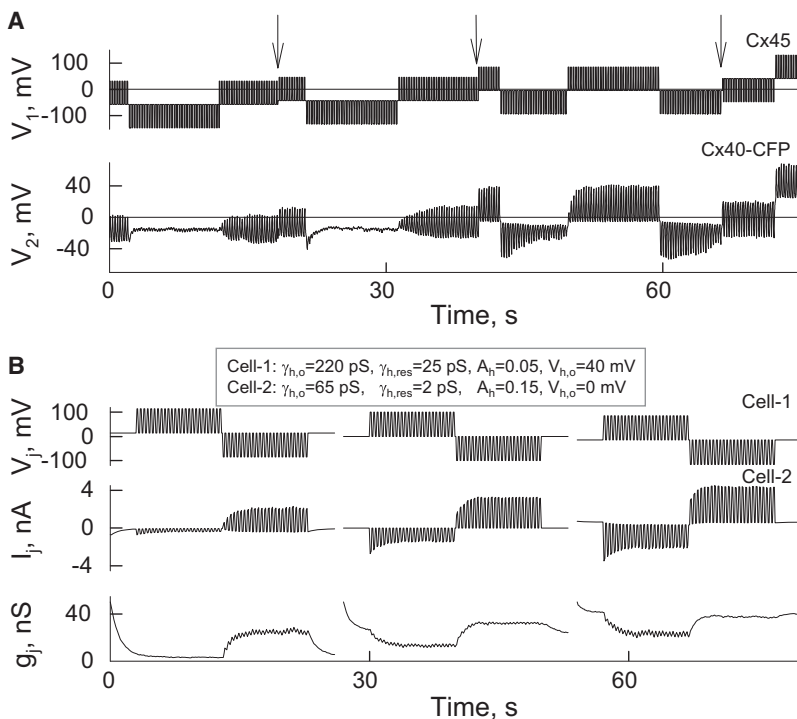 A
Cx45
100
0
-100
V1, mV
Cx40-CFP
40
0
-40
V2, mV
0
30
60
Time, s
B
Cell-1: γh,o=220 pS, γh,res=25 pS, Ah=0.05, Vh,o=40 mV
Cell-2: γh,o=65 pS, γh,res=2 pS, Ah=0.15, Vh,o=0 mV
Cell-1
100
0
-100
Vj, mV
Cell-2
4
0
-4
Ij, nA
40
0
gj, nS
0
30
60
Time, s